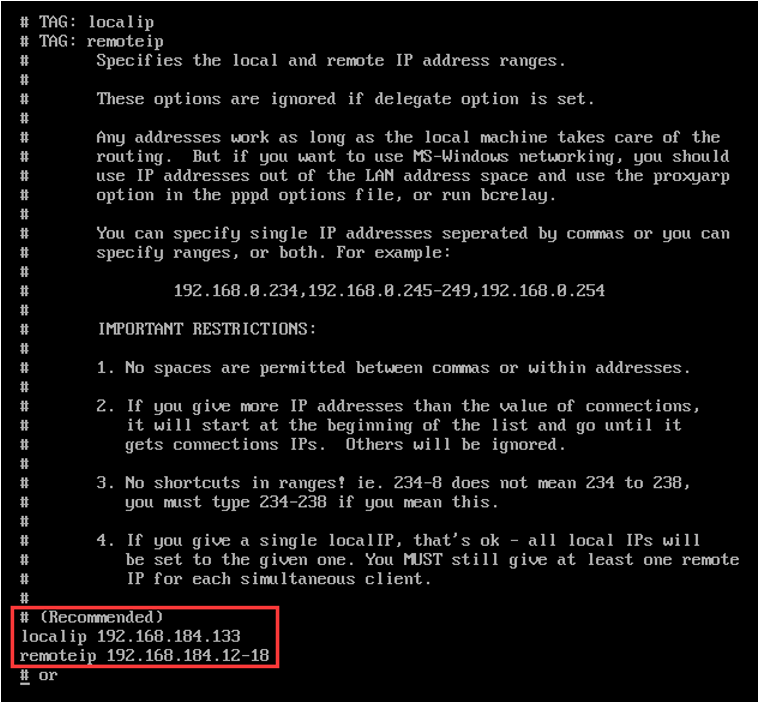 # TAG: localip
# TAG: remoteip
#       Specifies the local and remote IP address ranges.
#
#       These options are ignored if delegate option is set.
#
#       Any addresses work as long as the local machine takes care of the
#       routing.  But if you want to use MS-Windows networking, you should
#       use IP addresses out of the LAN address space and use the proxyarp
#       option in the pppd options file, or run bcrelay.
#
#       You can specify single IP addresses seperated by commas or you can
#       specify ranges, or both. For example:
#
#               192.168.0.234,192.168.0.245-249,192.168.0.254
#
#       IMPORTANT RESTRICTIONS:
#
#       1. No spaces are permitted between commas or within addresses.
#
#       2. If you give more IP addresses than the value of connections,
#          it will start at the beginning of the list and go until it
#          gets connections IPs.  Others will be ignored.
#
#       3. No shortcuts in ranges! ie. 234-8 does not mean 234 to 238,
#          you must type 234-238 if you mean this.
#
#       4. If you give a single localIP, that's ok - all local IPs will
#          be set to the given one. You MUST still give at least one remote
#          IP for each simultaneous client.
#
# (Recommended)
localip 192.168.184.133
remoteip 192.168.184.12-18
# or